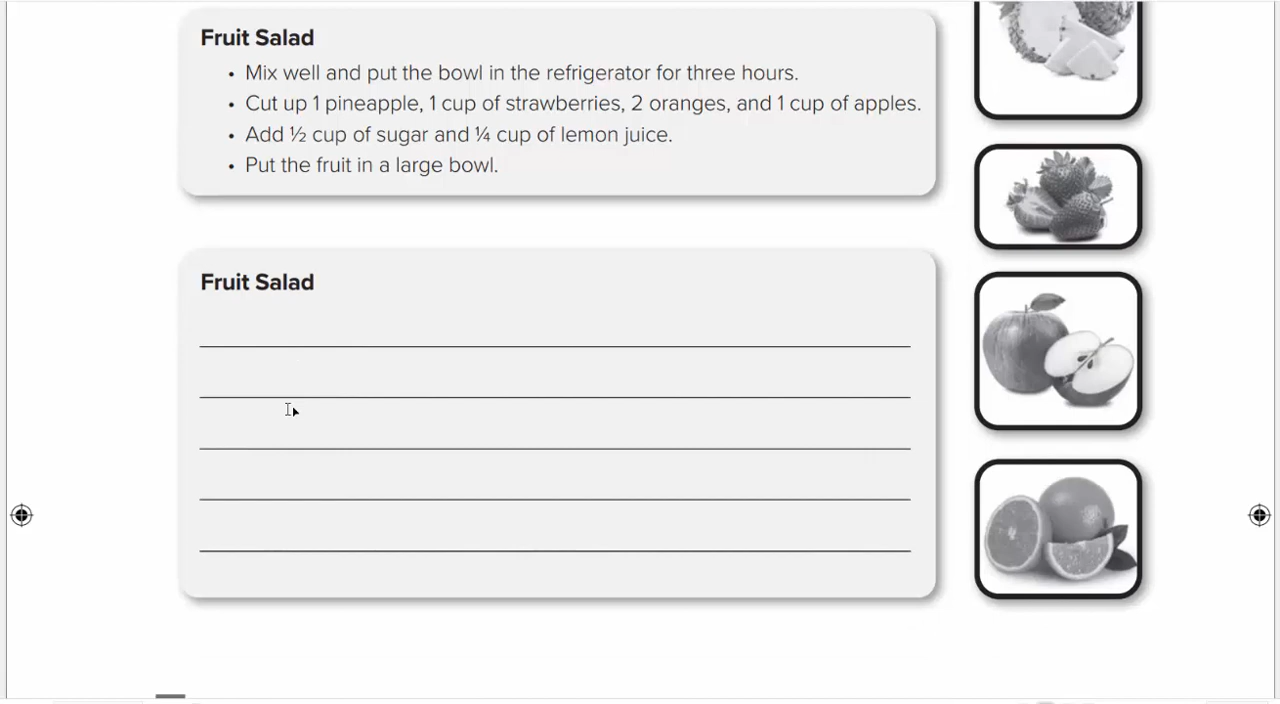 Fruit Salad
• Mix well and put the bowl in the refrigerator for three hours.
• Cut up 1 pineapple, 1 cup of strawberries, 2 oranges, and 1 cup of apples.
• Add ½ cup of sugar and ¼ cup of lemon juice.
• Put the fruit in a large bowl.
Fruit Salad